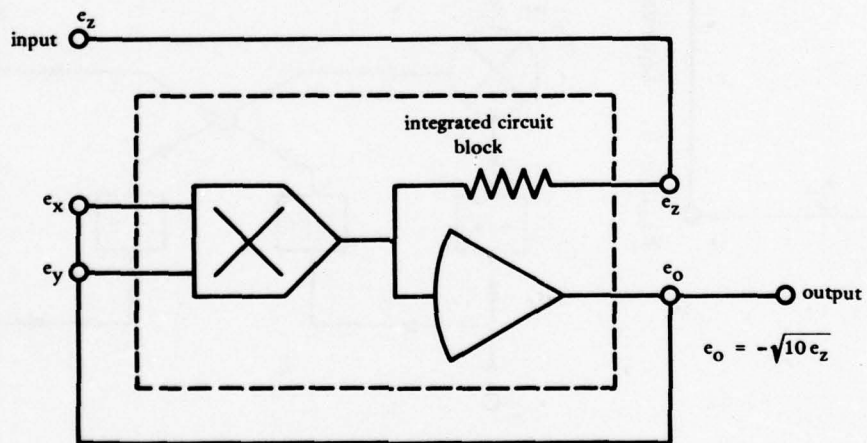 e_z
input
integrated circuit
block
e_x
e_z
e_y
e_o
output
e_o = -√10 e_z